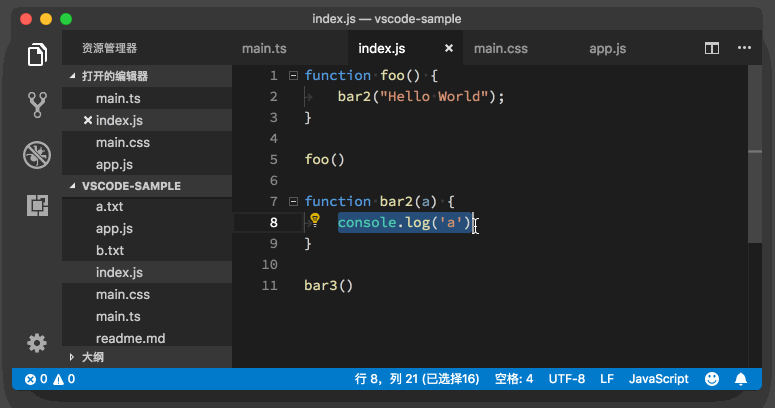 index.js — vscode-sample
资源管理器
打开的编辑器
main.ts
index.js
main.css
app.js
VSCODE-SAMPLE
a.txt
app.js
b.txt
index.js
main.css
main.ts
readme.md
大纲
main.ts index.js main.css app.js
1 function foo() {
2 bar2("Hello World");
3 }
4
5 foo()
6
7 function bar2(a) {
8 console.log('a')
9 }
10
11 bar3()
0 0 行 8，列 21 (已选择16) 空格: 4 UTF-8 LF JavaScript